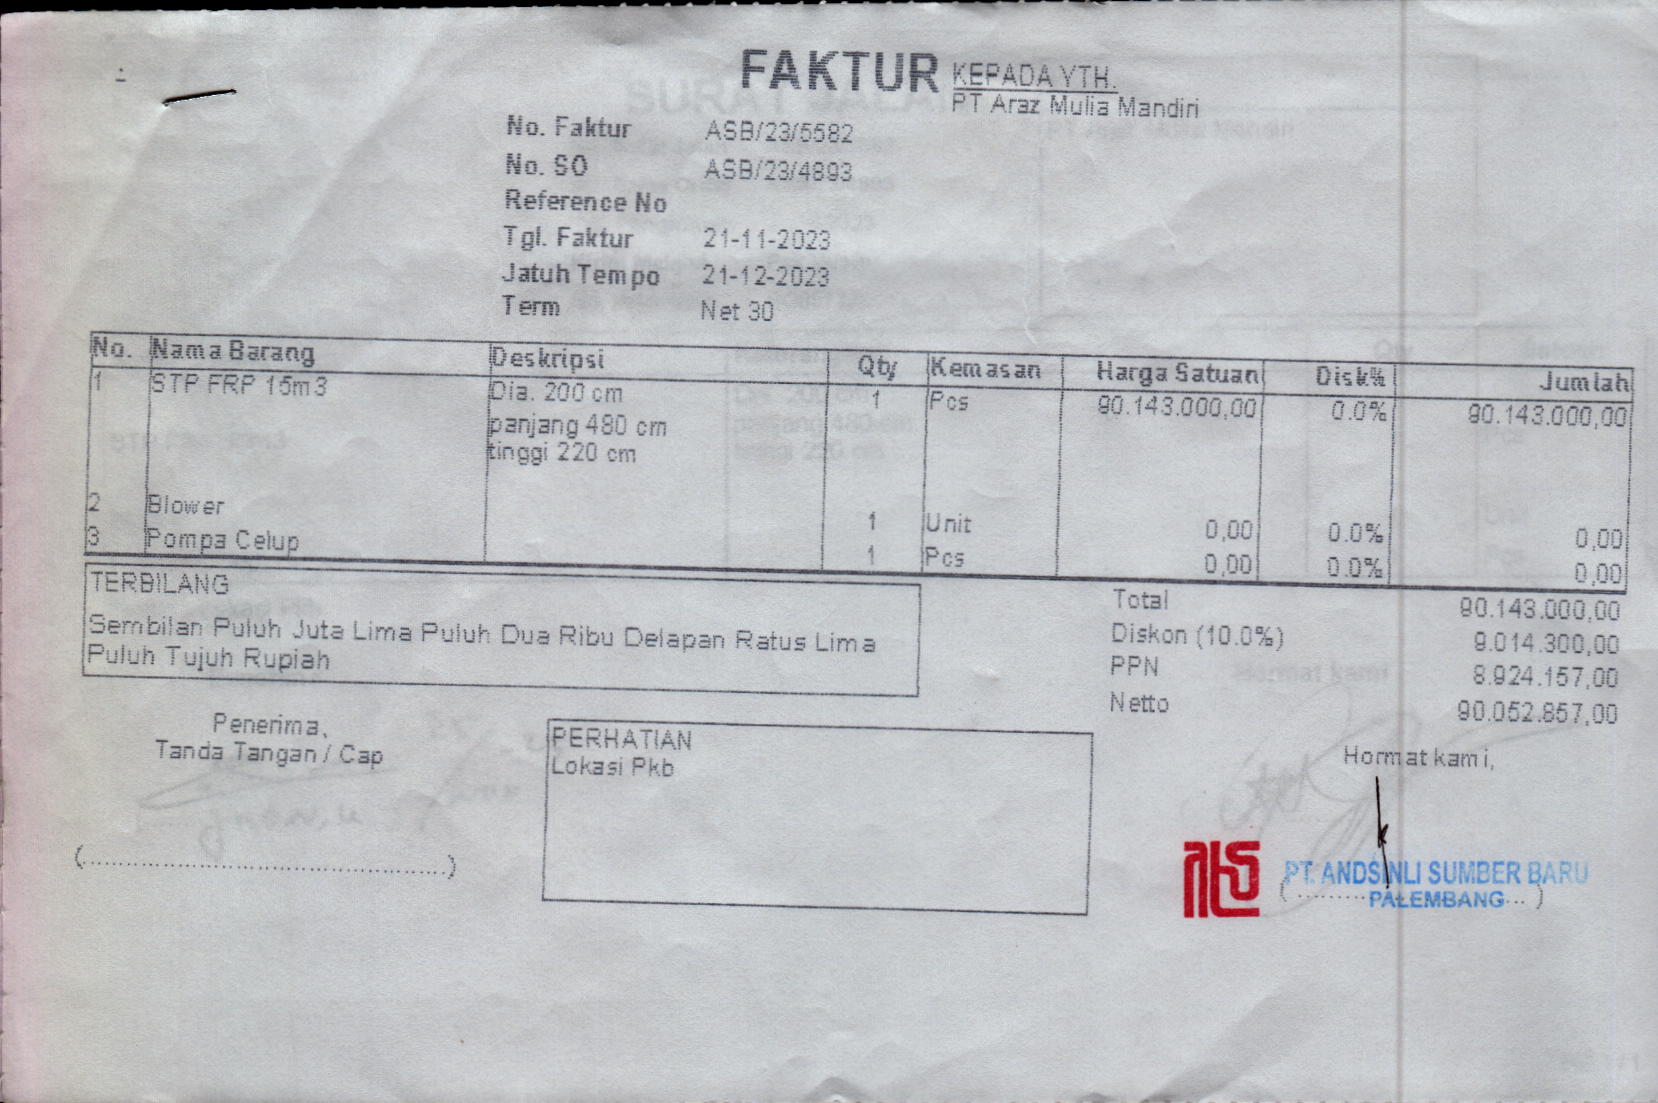 FAKTUR
KEPADA YTH.
PT Araz Mulia Mandiri
No. Faktur ASB/23/5582
No. SO ASB/23/4893
Reference No
Tgl. Faktur 21-11-2023
Jatuh Tempo 21-12-2023
Term Net 30
No. Nama Barang Deskripsi Qty Kemasan Harga Satuan Disk% Jumlah
1 STP FRP 15m3 Dia. 200 cm 1 Pcs 90.143.000,00 0.0% 90.143.000,00
panjang 480 cm
tinggi 220 cm
2 Blower 1 Unit 0,00 0.0% 0,00
3 Pompa Celup 1 Pcs 0,00 0.0% 0,00
TERBILANG
Sembilan Puluh Juta Lima Puluh Dua Ribu Delapan Ratus Lima
Puluh Tujuh Rupiah
Total 90.143.000,00
Diskon (10.0%) 9.014.300,00
PPN 8.924.157,00
Netto 90.052.857,00
Penerima,
Tanda Tangan / Cap
(..............................................)
PERHATIAN
Lokasi Pkb
Hormat kami,
PT. ANDSINLI SUMBER BARU
PALEMBANG